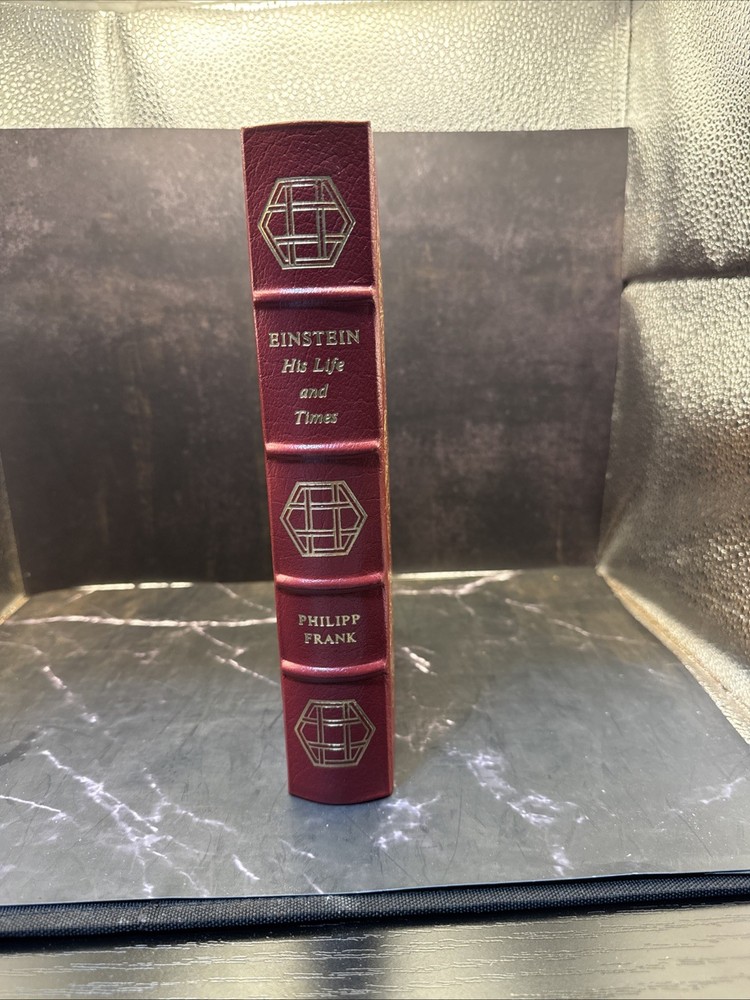 EINSTEIN
His Life
and
Times
PHILIPP
FRANK